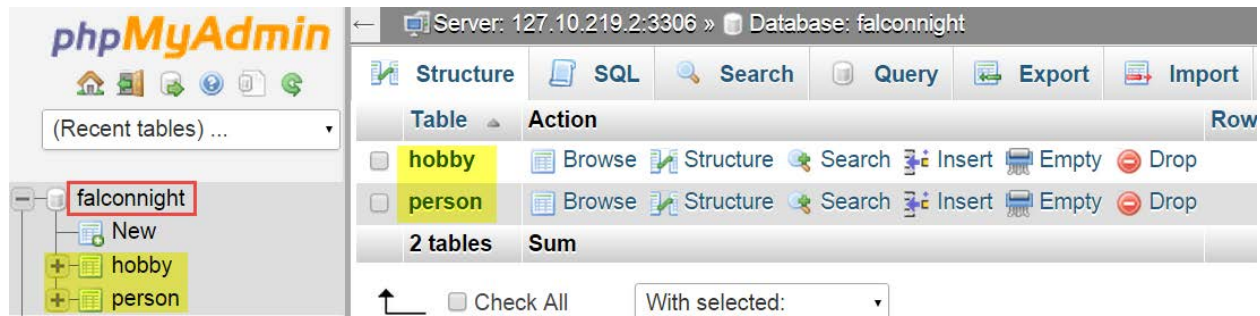 phpMyAdmin
(Recent tables) ...
falconnight
New
hobby
person
← Server: 127.10.219.2:3306 » Database: falconnight
Structure SQL Search Query Export Import
Table Action Row
hobby Browse Structure Search Insert Empty Drop
person Browse Structure Search Insert Empty Drop
2 tables Sum
Check All With selected: